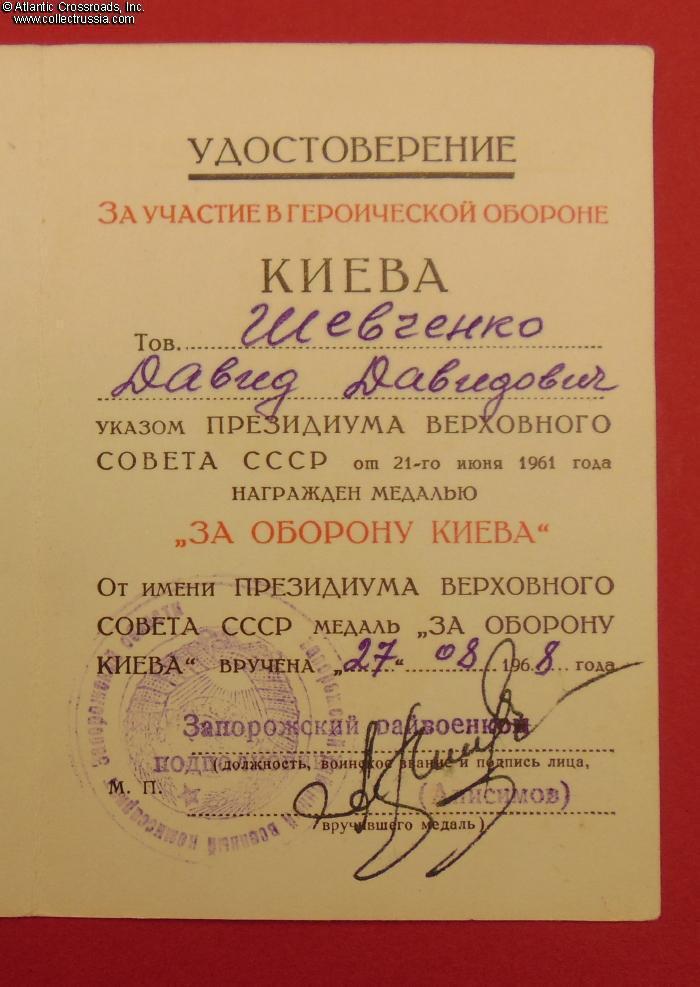 © Atlantic Crossroads, Inc.
www.collectrussia.com
УДОСТОВЕРЕНИЕ
ЗА УЧАСТИЕ В ГЕРОИЧЕСКОЙ ОБОРОНЕ
КИЕВА
Тов. Шевченко
Давид Давидович
УКАЗОМ ПРЕЗИДИУМА ВЕРХОВНОГО
СОВЕТА СССР от 21-го июня 1961 года
НАГРАЖДЕН МЕДАЛЬЮ
„ЗА ОБОРОНУ КИЕВА“
От имени ПРЕЗИДИУМА ВЕРХОВНОГО
СОВЕТА СССР МЕДАЛЬ „ЗА ОБОРОНУ
КИЕВА“ ВРУЧЕНА „27“ 08 1968 года
Запорожский райвоенком
(должность, воинское звание и подпись лица,
М. П. (Анисимов)
вручившего медаль)